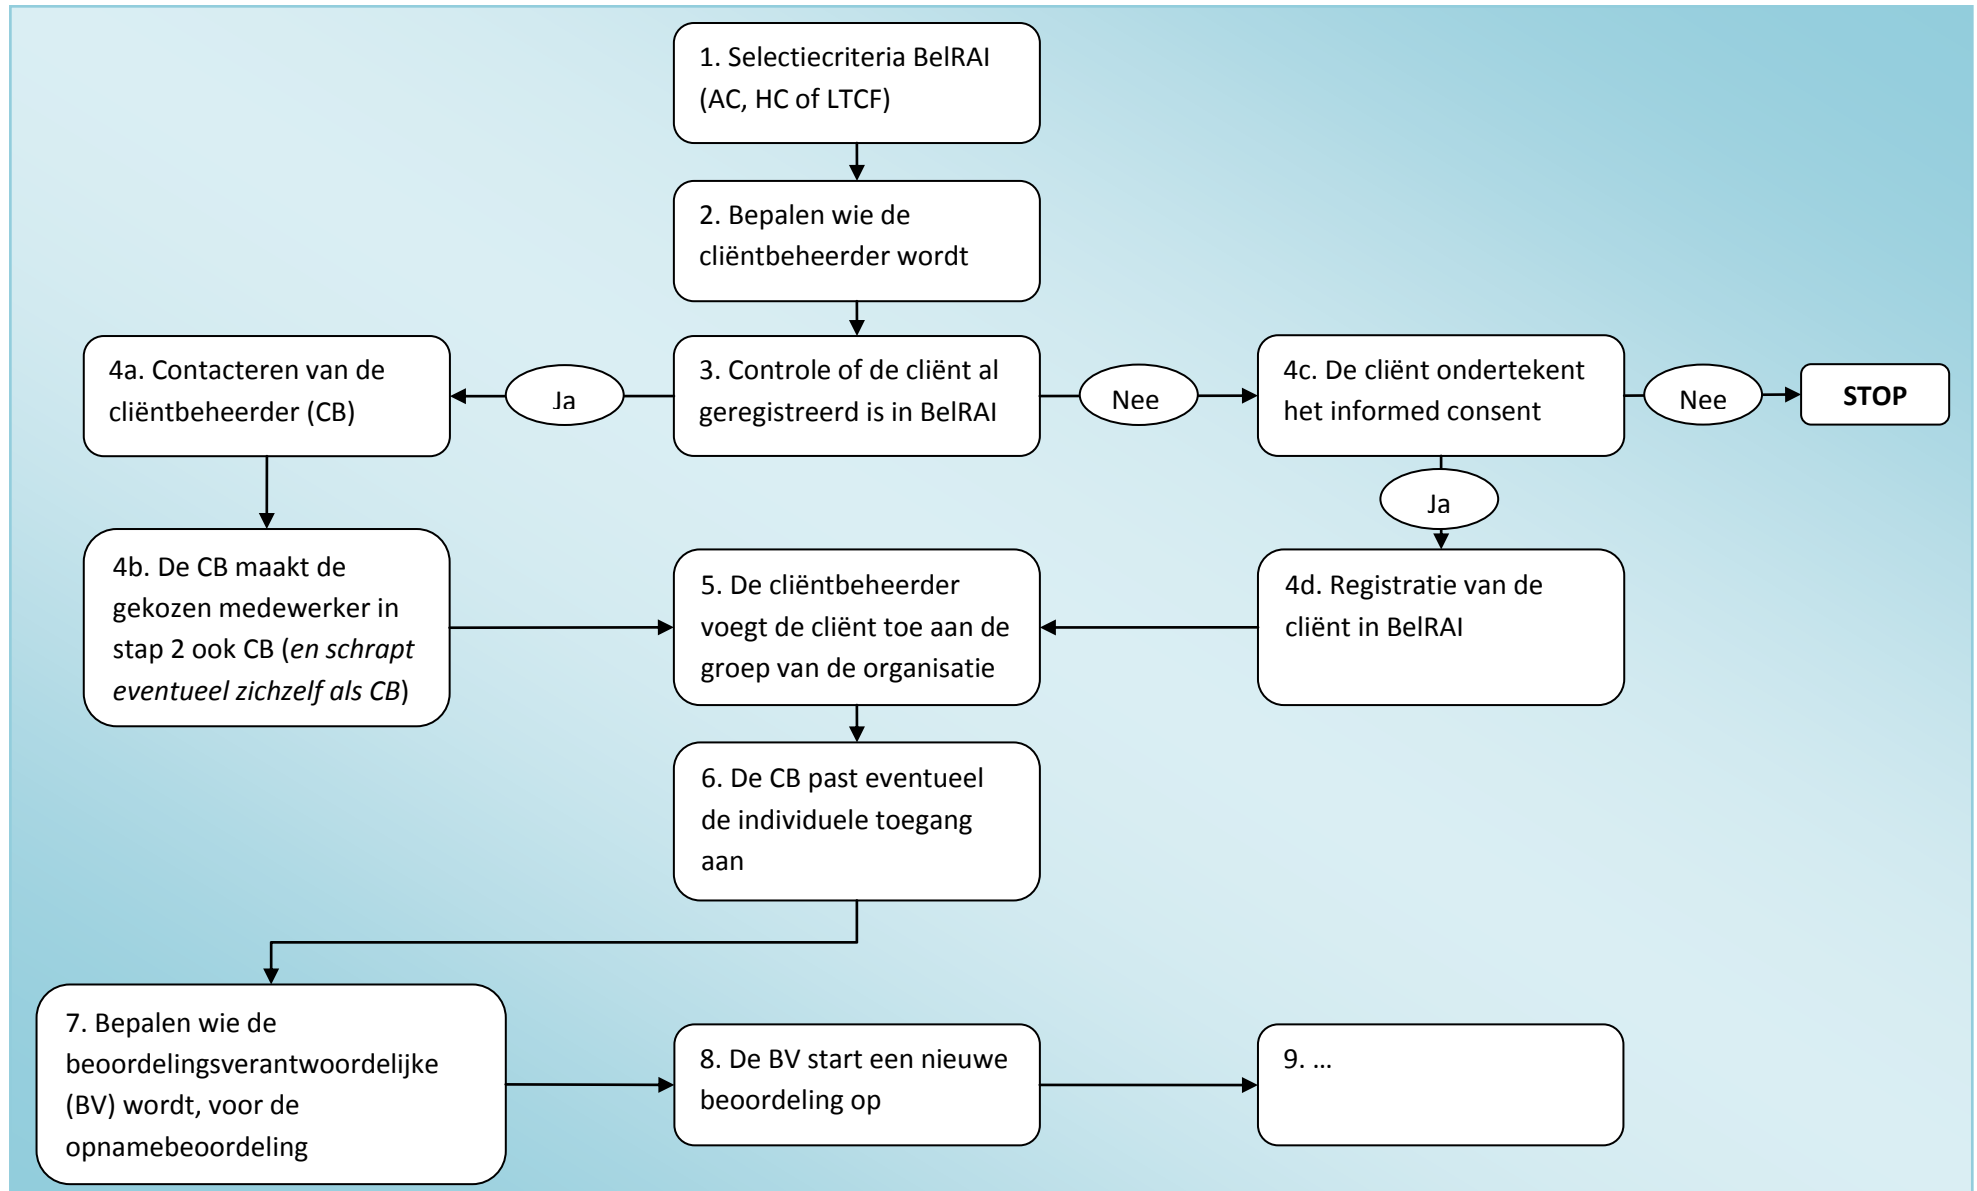 1. Selectiecriteria BelRAI
(AC, HC of LTCF)
2. Bepalen wie de
cliëntbeheerder wordt
4a. Contacteren van de
cliëntbeheerder (CB)
Ja
3. Controle of de cliënt al
geregistreerd is in BelRAI
Nee
4c. De cliënt ondertekent
het informed consent
Nee
STOP
Ja
4b. De CB maakt de
gekozen medewerker in
stap 2 ook CB (en schrapt
eventueel zichzelf als CB)
5. De cliëntbeheerder
voegt de cliënt toe aan de
groep van de organisatie
4d. Registratie van de
cliënt in BelRAI
6. De CB past eventueel
de individuele toegang
aan
7. Bepalen wie de
beoordelingsverantwoordelijke
(BV) wordt, voor de
opnamebeoordeling
8. De BV start een nieuwe
beoordeling op
9. ...